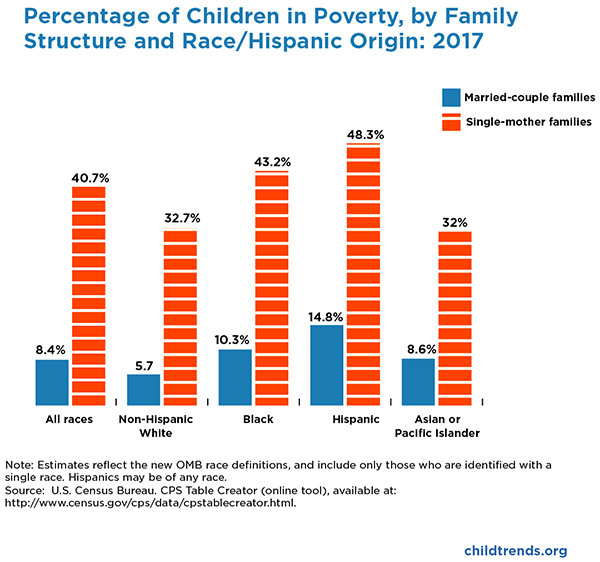 Percentage of Children in Poverty, by Family
Structure and Race/Hispanic Origin: 2017
Married-couple families
Single-mother families
40.7%
8.4%
32.7%
5.7
43.2%
10.3%
48.3%
14.8%
32%
8.6%
All races
Non-Hispanic
White
Black
Hispanic
Asian or
Pacific Islander
Note: Estimates reflect the new OMB race definitions, and include only those who are identified with a
single race. Hispanics may be of any race.
Source: U.S. Census Bureau. CPS Table Creator (online tool), available at:
http://www.census.gov/cps/data/cpstablecreator.html.
childtrends.org